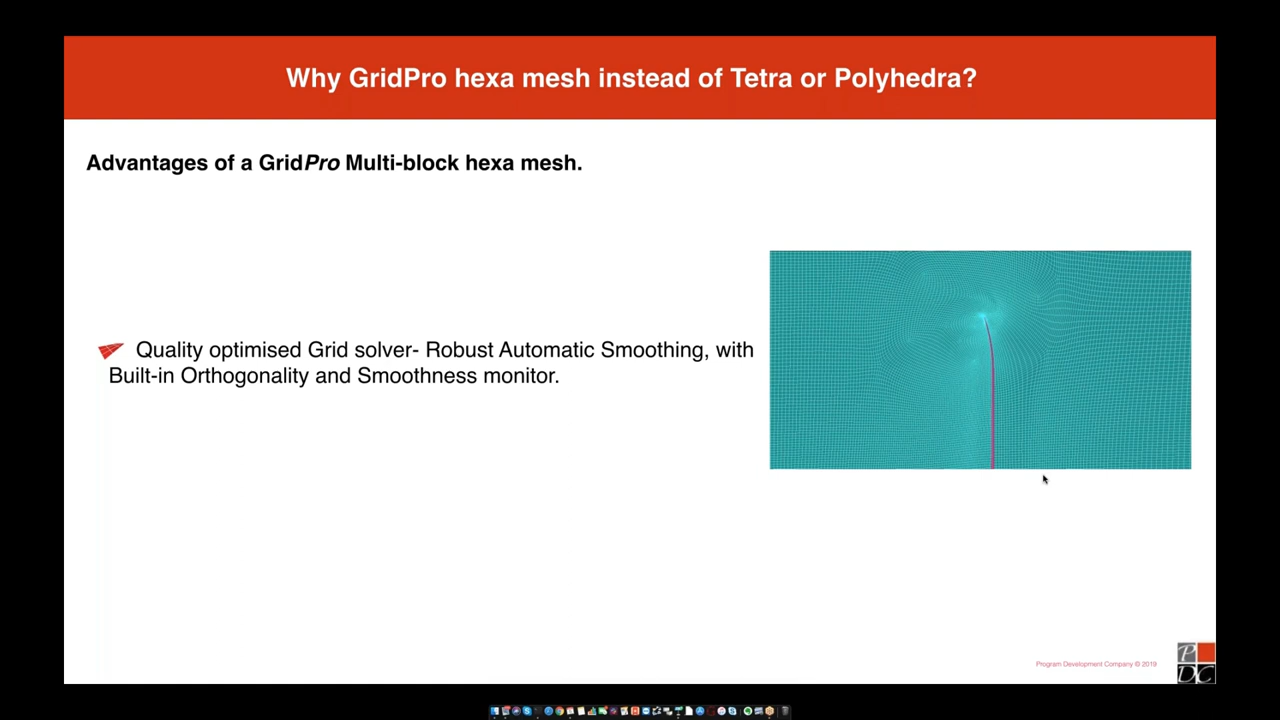 Why GridPro hexa mesh instead of Tetra or Polyhedra?
Advantages of a GridPro Multi-block hexa mesh.
Quality optimised Grid solver- Robust Automatic Smoothing, with
Built-in Orthogonality and Smoothness monitor.
Program Development Company © 2019
P
DC